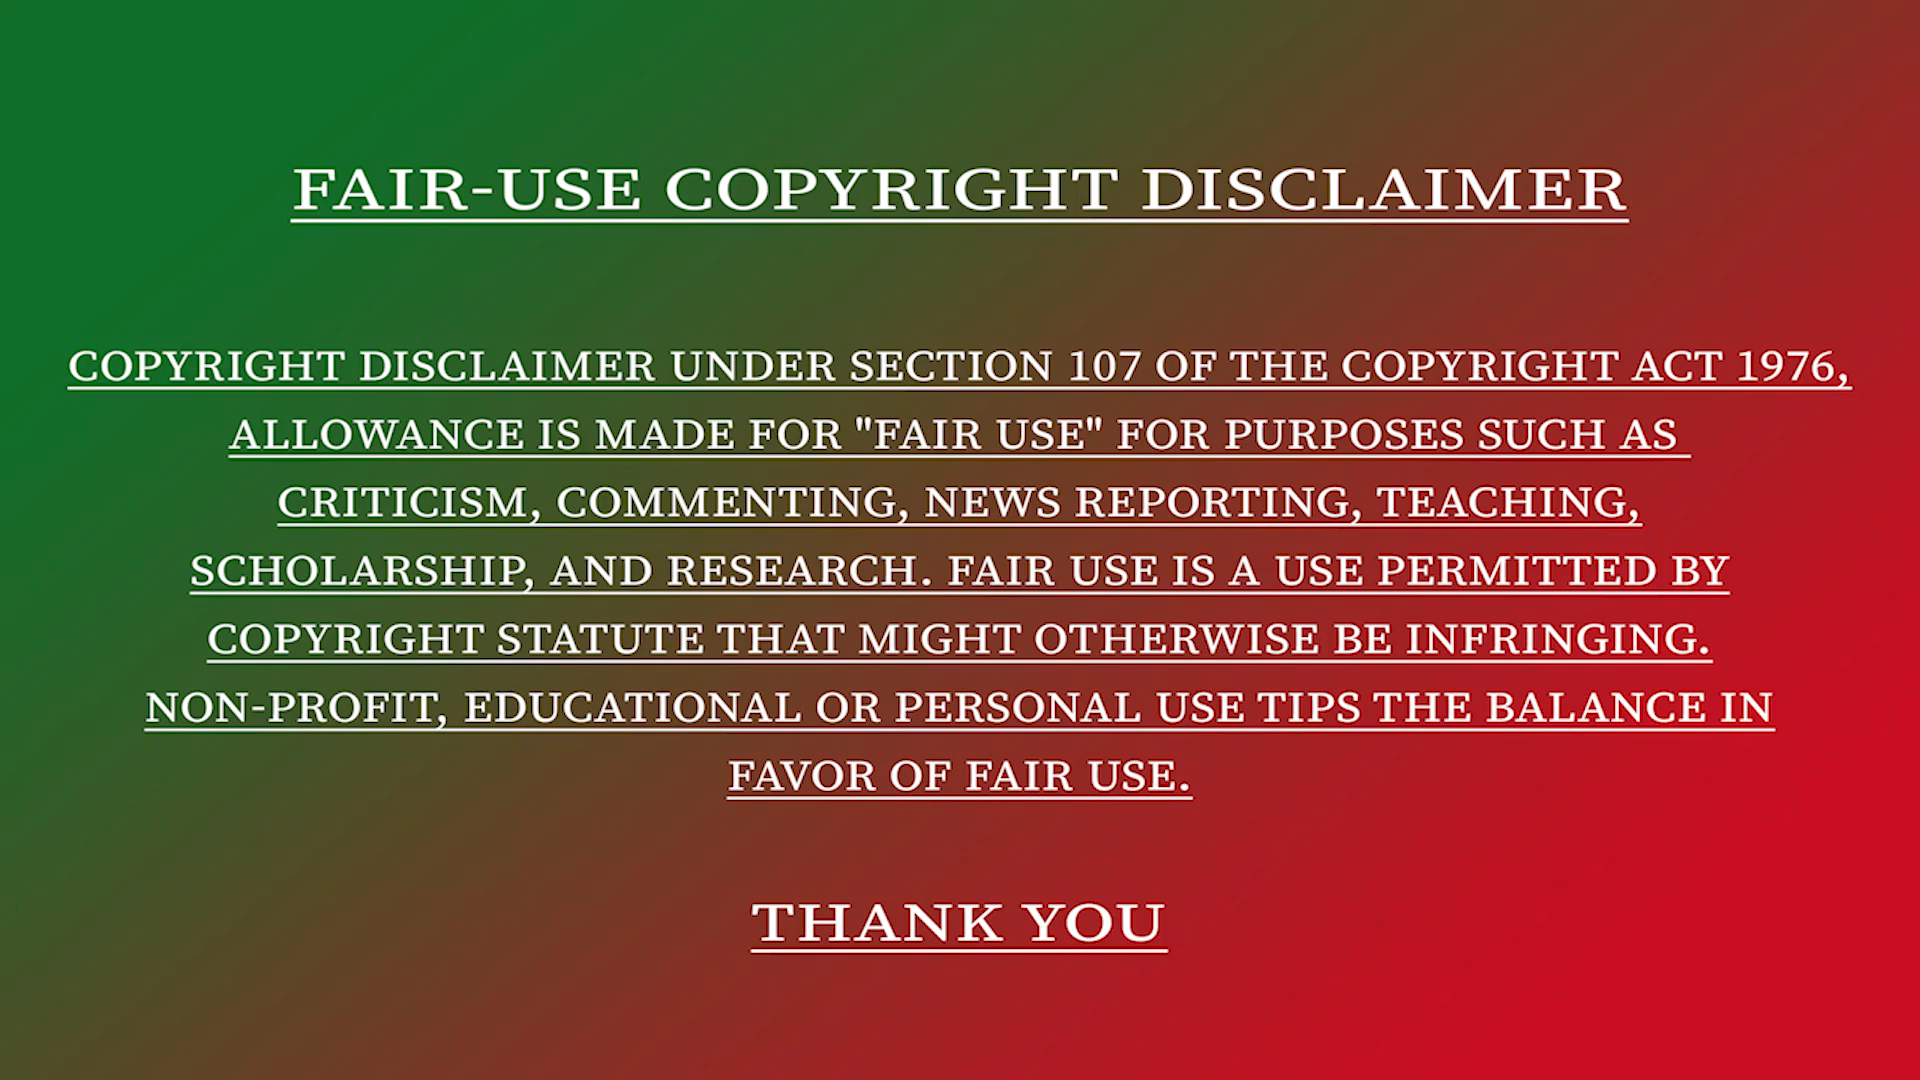 FAIR-USE COPYRIGHT DISCLAIMER
COPYRIGHT DISCLAIMER UNDER SECTION 107 OF THE COPYRIGHT ACT 1976,
ALLOWANCE IS MADE FOR "FAIR USE" FOR PURPOSES SUCH AS
CRITICISM, COMMENTING, NEWS REPORTING, TEACHING,
SCHOLARSHIP, AND RESEARCH. FAIR USE IS A USE PERMITTED BY
COPYRIGHT STATUTE THAT MIGHT OTHERWISE BE INFRINGING.
NON-PROFIT, EDUCATIONAL OR PERSONAL USE TIPS THE BALANCE IN
FAVOR OF FAIR USE.
THANK YOU